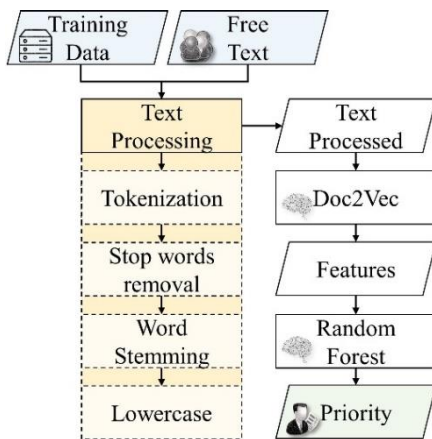 Training
Data
Free
Text
Text
Processing
Tokenization
Stop words
removal
Word
Stemming
Lowercase
Text
Processed
Doc2Vec
Features
Random
Forest
Priority